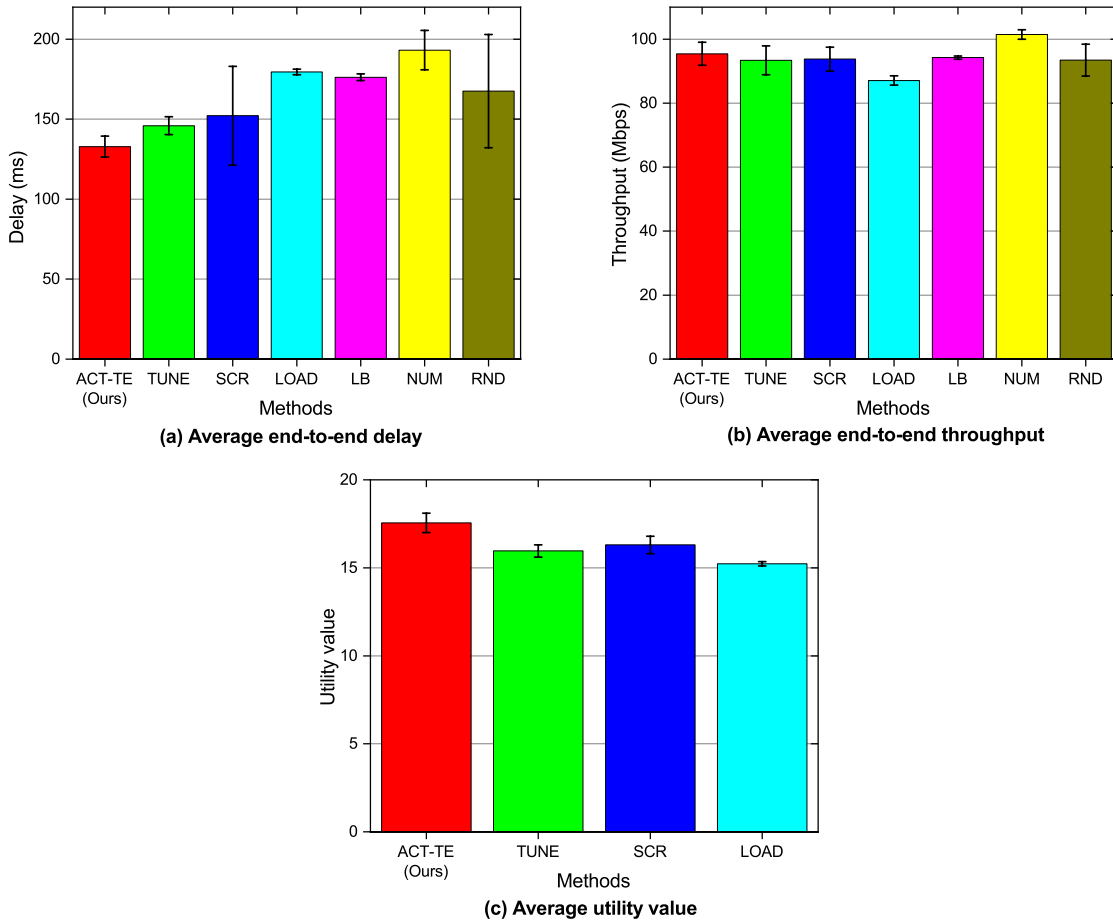 200
150
100
50
0
Delay (ms)
ACT-TE TUNE SCR LOAD LB NUM RND
(Ours)
Methods
(a) Average end-to-end delay
100
80
60
40
20
0
Throughput (Mbps)
ACT-TE TUNE SCR LOAD LB NUM RND
(Ours)
Methods
(b) Average end-to-end throughput
20
15
10
5
0
Utility value
ACT-TE TUNE SCR LOAD
(Ours)
Methods
(c) Average utility value